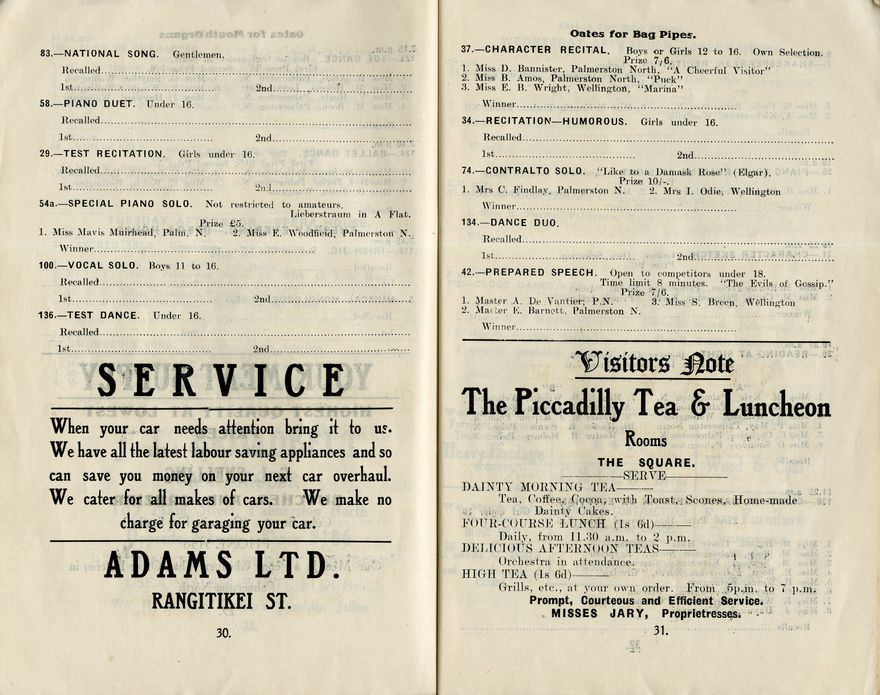 83.—NATIONAL SONG. Gentlemen.
Recalled
1st 2nd
58.—PIANO DUET. Under 16.
Recalled
1st 2nd
29.—TEST RECITATION. Girls under 16.
Recalled
1st 2nd
54a.—SPECIAL PIANO SOLO. Not restricted to amateurs.
Lieberstraum in A Flat.
Prize £5.
1. Miss Mavis Muirhead, Palm. N. 2. Miss E. Woodfield, Palmerston N.
Winner
100.—VOCAL SOLO. Boys 11 to 16.
Recalled
1st 2nd
136.—TEST DANCE. Under 16.
Recalled
1st 2nd
SERVICE
When your car needs attention bring it to us.
We have all the latest labour saving appliances and so
can save you money on your next car overhaul.
We cater for all makes of cars. We make no
charge for garaging your car.
ADAMS LTD.
RANGITIKEI ST.
30.
Oates for Bag Pipes.
37.—CHARACTER RECITAL. Boys or Girls 12 to 16. Own Selection.
Prize 7/6.
1. Miss D. Bannister, Palmerston North, "A Cheerful Visitor"
2. Miss B. Amos, Palmerston North, "Puck"
3. Miss E. B. Wright, Wellington, "Marina"
Winner
34.—RECITATION—HUMOROUS. Girls under 16.
Recalled
1st 2nd
74.—CONTRALTO SOLO. "Like to a Damask Rose" (Elgar).
Prize 10/-.
1. Mrs C. Findlay, Palmerston N. 2. Mrs I. Odie, Wellington
Winner
134.—DANCE DUO.
Recalled
1st 2nd
42.—PREPARED SPEECH. Open to competitors under 18.
Time limit 8 minutes. "The Evils of Gossip."
Prize 7/6.
1. Master A. De Vantier, P.N. 3. Miss S. Breen, Wellington
2. Master E. Barnett, Palmerston N.
Winner
Visitors Note
The Piccadilly Tea & Luncheon
Rooms
THE SQUARE.
SERVE
DAINTY MORNING TEA—
Tea, Coffee, Cocoa, with Toast, Scones, Home-made
Dainty Cakes.
FOUR-COURSE LUNCH (1s 6d)—
Daily, from 11.30 a.m. to 2 p.m.
DELICIOUS AFTERNOON TEAS—
Orchestra in attendance.
HIGH TEA (1s 6d)—
Grills, etc., at your own order. From 5p.m. to 7 p.m.
Prompt, Courteous and Efficient Service.
MISSES JARY, Proprietresses.
31.